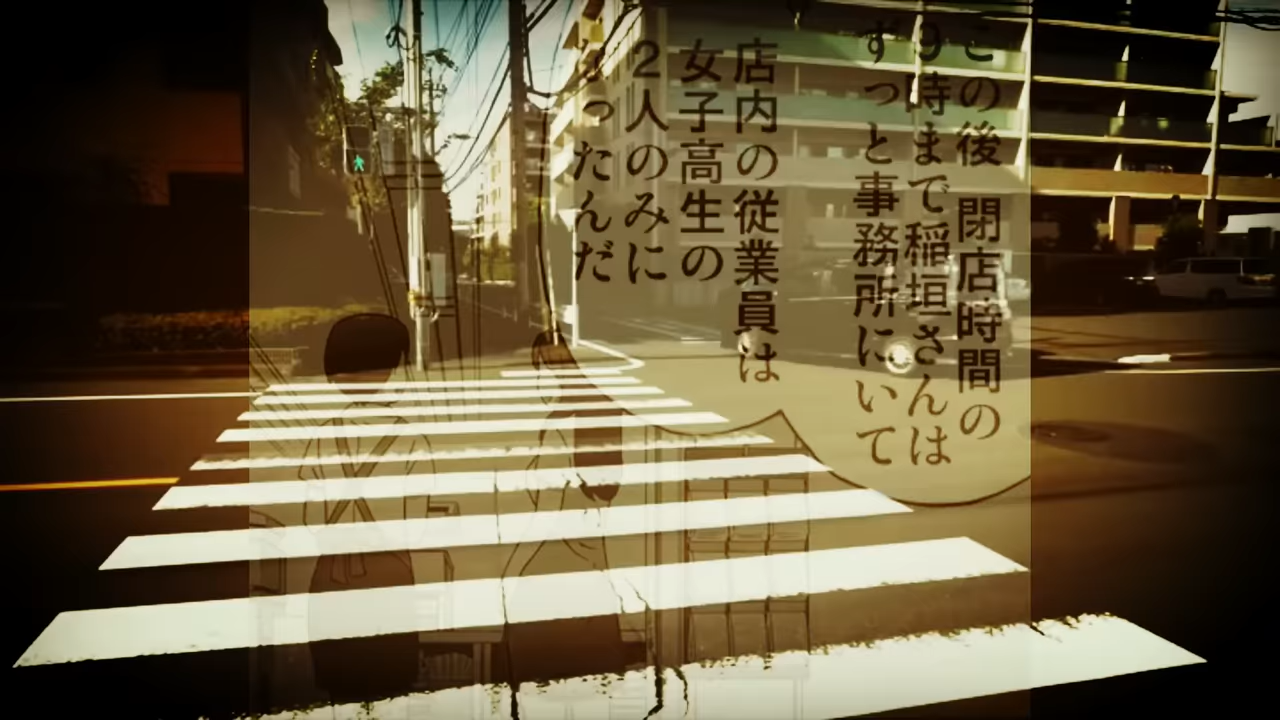 この後 閉店時間の
9時まで稲垣さんは
ずっと事務所にいて
店内の従業員は
女子高生の
2人のみに
なったんだ